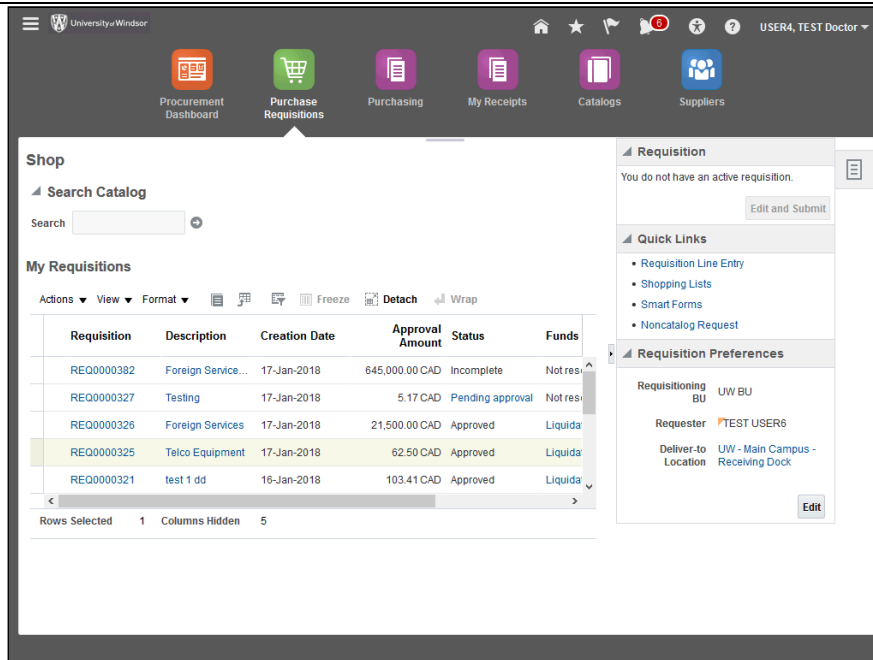 University of Windsor
6
?
USER4, TEST Doctor
Procurement Dashboard
Purchase Requisitions
Purchasing
My Receipts
Catalogs
Suppliers
Shop
Search Catalog
Search
My Requisitions
Actions View Format Freeze Detach Wrap
Requisition Description Creation Date Approval Amount Status Funds
REQ0000382 Foreign Service... 17-Jan-2018 645,000.00 CAD Incomplete Not res
REQ0000327 Testing 17-Jan-2018 5.17 CAD Pending approval Not res
REQ0000326 Foreign Services 17-Jan-2018 21,500.00 CAD Approved Liquida
REQ0000325 Telco Equipment 17-Jan-2018 62.50 CAD Approved Liquida
REQ0000321 test 1 dd 16-Jan-2018 103.41 CAD Approved Liquida
Rows Selected 1 Columns Hidden 5
Requisition
You do not have an active requisition.
Edit and Submit
Quick Links
• Requisition Line Entry
• Shopping Lists
• Smart Forms
• Noncatalog Request
Requisition Preferences
Requisitioning BU UW BU
Requester TEST USER6
Deliver-to Location UW - Main Campus - Receiving Dock
Edit